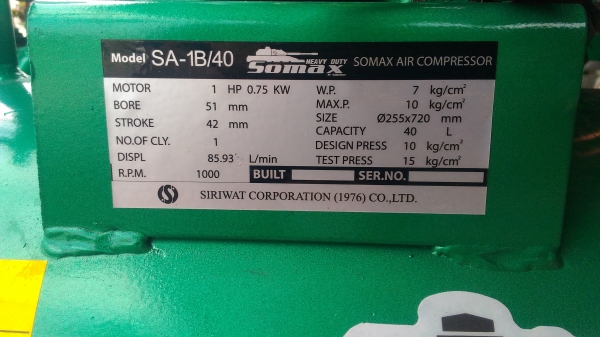 Model SA-1B/40 HEAVY DUTY Somax SOMAX AIR COMPRESSOR
MOTOR 1 HP 0.75 KW W.P. 7 kg/cm²
BORE 51 mm MAX.P. 10 kg/cm²
STROKE 42 mm SIZE Ø255x720 mm
NO.OF CLY. 1 CAPACITY 40 L
DESIGN PRESS 10 kg/cm²
DISPL 85.93 L/min TEST PRESS 15 kg/cm²
R.P.M. 1000 BUILT SER.NO.
SIRIWAT CORPORATION (1976) CO.,LTD.